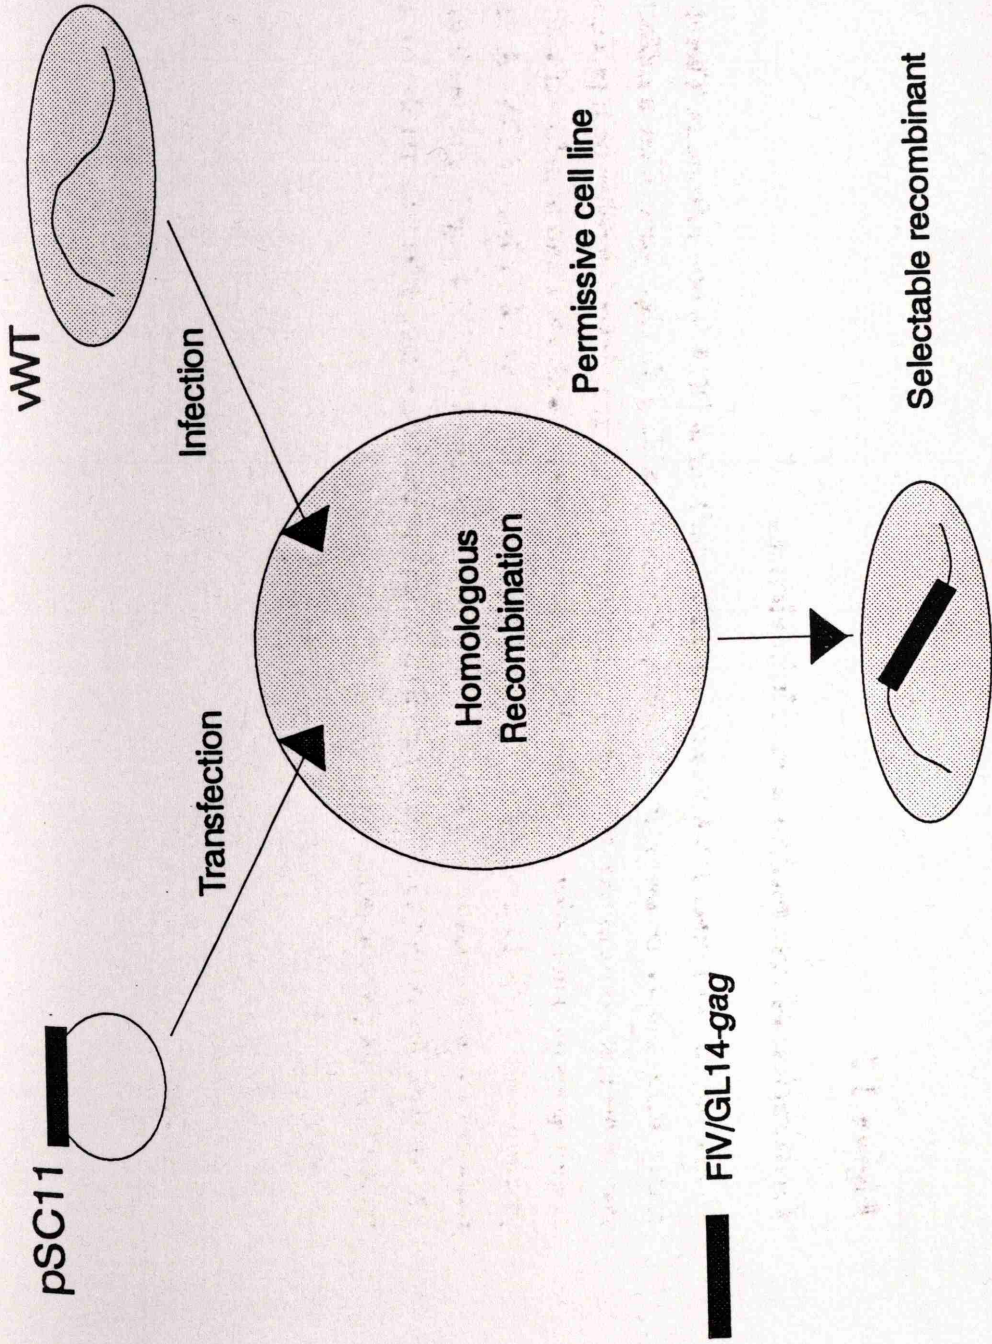 pSC11
vWT
Transfection
Infection
Homologous
Recombination
Permissive cell line
FIV/GL14-gag
Selectable recombinant